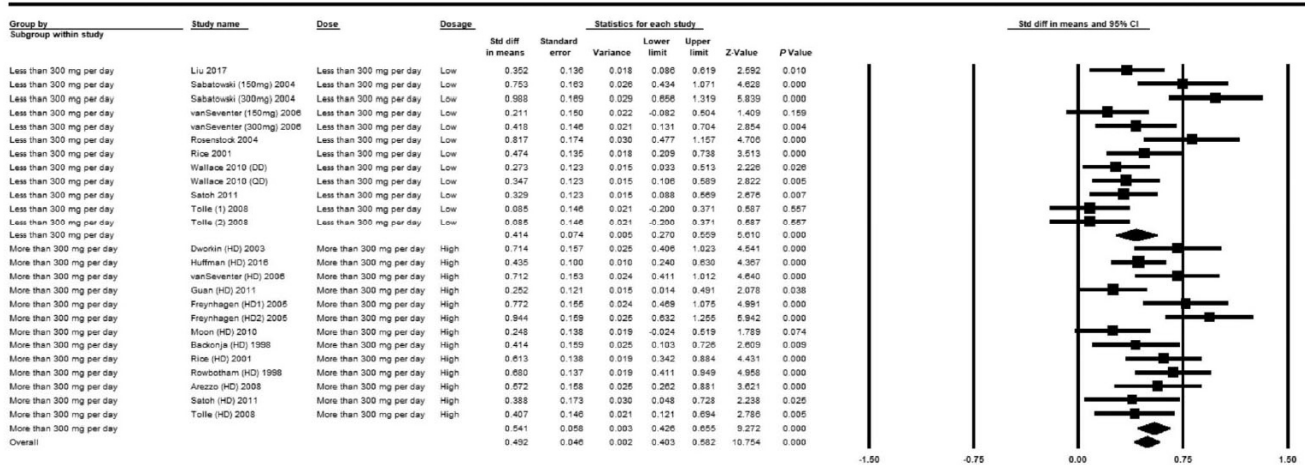 Group by Study name Dose Dosage Statistics for each study Std diff in means and 95% CI
Subgroup within study
Std diff Standard Lower Upper
in means error Variance limit limit Z-Value P Value
Less than 300 mg per day Liu 2017 Less than 300 mg per day Low 0.352 0.136 0.018 0.086 0.619 2.592 0.010
Less than 300 mg per day Sabatowski (150mg) 2004 Less than 300 mg per day Low 0.753 0.163 0.026 0.434 1.071 4.628 0.000
Less than 300 mg per day Sabatowski (300mg) 2004 Less than 300 mg per day Low 0.988 0.169 0.029 0.656 1.319 5.839 0.000
Less than 300 mg per day vanSeventer (150mg) 2006 Less than 300 mg per day Low 0.211 0.150 0.022 -0.082 0.504 1.409 0.159
Less than 300 mg per day vanSeventer (300mg) 2006 Less than 300 mg per day Low 0.418 0.146 0.021 0.131 0.704 2.854 0.004
Less than 300 mg per day Rosenstock 2004 Less than 300 mg per day Low 0.817 0.174 0.030 0.477 1.157 4.706 0.000
Less than 300 mg per day Rice 2001 Less than 300 mg per day Low 0.474 0.135 0.018 0.209 0.738 3.513 0.000
Less than 300 mg per day Wallace 2010 (DD) Less than 300 mg per day Low 0.273 0.123 0.015 0.033 0.513 2.226 0.026
Less than 300 mg per day Wallace 2010 (QD) Less than 300 mg per day Low 0.347 0.123 0.015 0.106 0.589 2.822 0.005
Less than 300 mg per day Satoh 2011 Less than 300 mg per day Low 0.329 0.123 0.015 0.088 0.569 2.676 0.007
Less than 300 mg per day Tolle (1) 2008 Less than 300 mg per day Low 0.085 0.146 0.021 -0.200 0.371 0.587 0.557
Less than 300 mg per day Tolle (2) 2008 Less than 300 mg per day Low 0.085 0.146 0.021 -0.200 0.371 0.587 0.557
Less than 300 mg per day 0.414 0.074 0.005 0.270 0.559 5.610 0.000
More than 300 mg per day Dworkin (HD) 2003 More than 300 mg per day High 0.714 0.157 0.025 0.406 1.023 4.541 0.000
More than 300 mg per day Huffman (HD) 2015 More than 300 mg per day High 0.435 0.100 0.010 0.240 0.630 4.367 0.000
More than 300 mg per day vanSeventer (HD) 2006 More than 300 mg per day High 0.712 0.153 0.024 0.411 1.012 4.640 0.000
More than 300 mg per day Guan (HD) 2011 More than 300 mg per day High 0.252 0.121 0.015 0.014 0.491 2.078 0.038
More than 300 mg per day Freynhagen (HD1) 2005 More than 300 mg per day High 0.772 0.155 0.024 0.469 1.075 4.991 0.000
More than 300 mg per day Freynhagen (HD2) 2005 More than 300 mg per day High 0.944 0.159 0.025 0.632 1.255 5.942 0.000
More than 300 mg per day Moon (HD) 2010 More than 300 mg per day High 0.248 0.138 0.019 -0.024 0.519 1.789 0.074
More than 300 mg per day Backonja (HD) 1998 More than 300 mg per day High 0.414 0.159 0.025 0.103 0.726 2.609 0.009
More than 300 mg per day Rice (HD) 2001 More than 300 mg per day High 0.613 0.138 0.019 0.342 0.884 4.431 0.000
More than 300 mg per day Rowbotham (HD) 1998 More than 300 mg per day High 0.680 0.137 0.019 0.411 0.949 4.958 0.000
More than 300 mg per day Arezzo (HD) 2008 More than 300 mg per day High 0.572 0.158 0.025 0.262 0.881 3.621 0.000
More than 300 mg per day Satoh (HD) 2011 More than 300 mg per day High 0.388 0.173 0.030 0.048 0.728 2.238 0.025
More than 300 mg per day Tolle (HD) 2008 More than 300 mg per day High 0.407 0.146 0.021 0.121 0.694 2.786 0.005
More than 300 mg per day 0.541 0.058 0.003 0.426 0.655 9.272 0.000
Overall 0.492 0.046 0.002 0.403 0.582 10.754 0.000
-1.50 -0.75 0.00 0.75 1.50